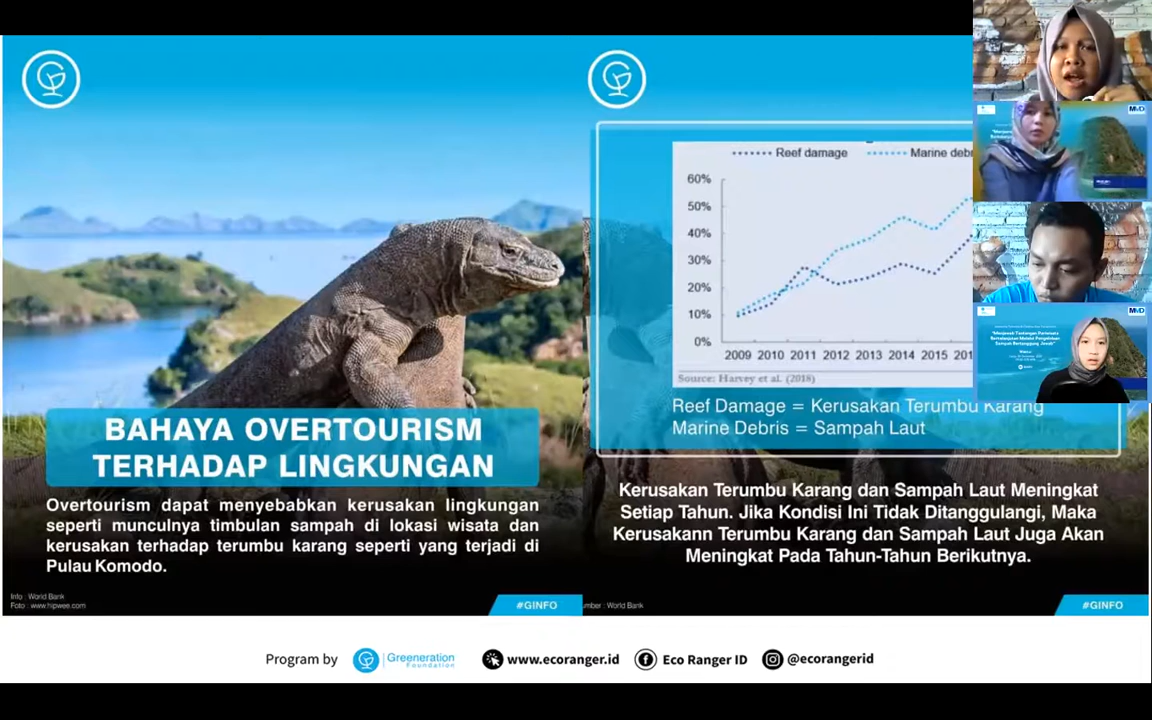 BAHAYA OVERTOURISM
TERHADAP LINGKUNGAN
Overtourism dapat menyebabkan kerusakan lingkungan
seperti munculnya timbulan sampah di lokasi wisata dan
kerusakan terhadap terumbu karang seperti yang terjadi di
Pulau Komodo.
Info : World Bank
Foto : www.hipwee.com
#GINFO
Reef damage
Marine debr
60%
50%
40%
30%
20%
10%
0%
2009 2010 2011 2012 2013 2014 2015 201
Source: Harvey et al. (2018)
Reef Damage = Kerusakan Terumbu Karang
Marine Debris = Sampah Laut
Kerusakan Terumbu Karang dan Sampah Laut Meningkat
Setiap Tahun. Jika Kondisi Ini Tidak Ditanggulangi, Maka
Kerusakann Terumbu Karang dan Sampah Laut Juga Akan
Meningkat Pada Tahun-Tahun Berikutnya.
mber : World Bank
#GINFO
Program by
Greeneration
Foundation
www.ecoranger.id
Eco Ranger ID
@ecorangerid